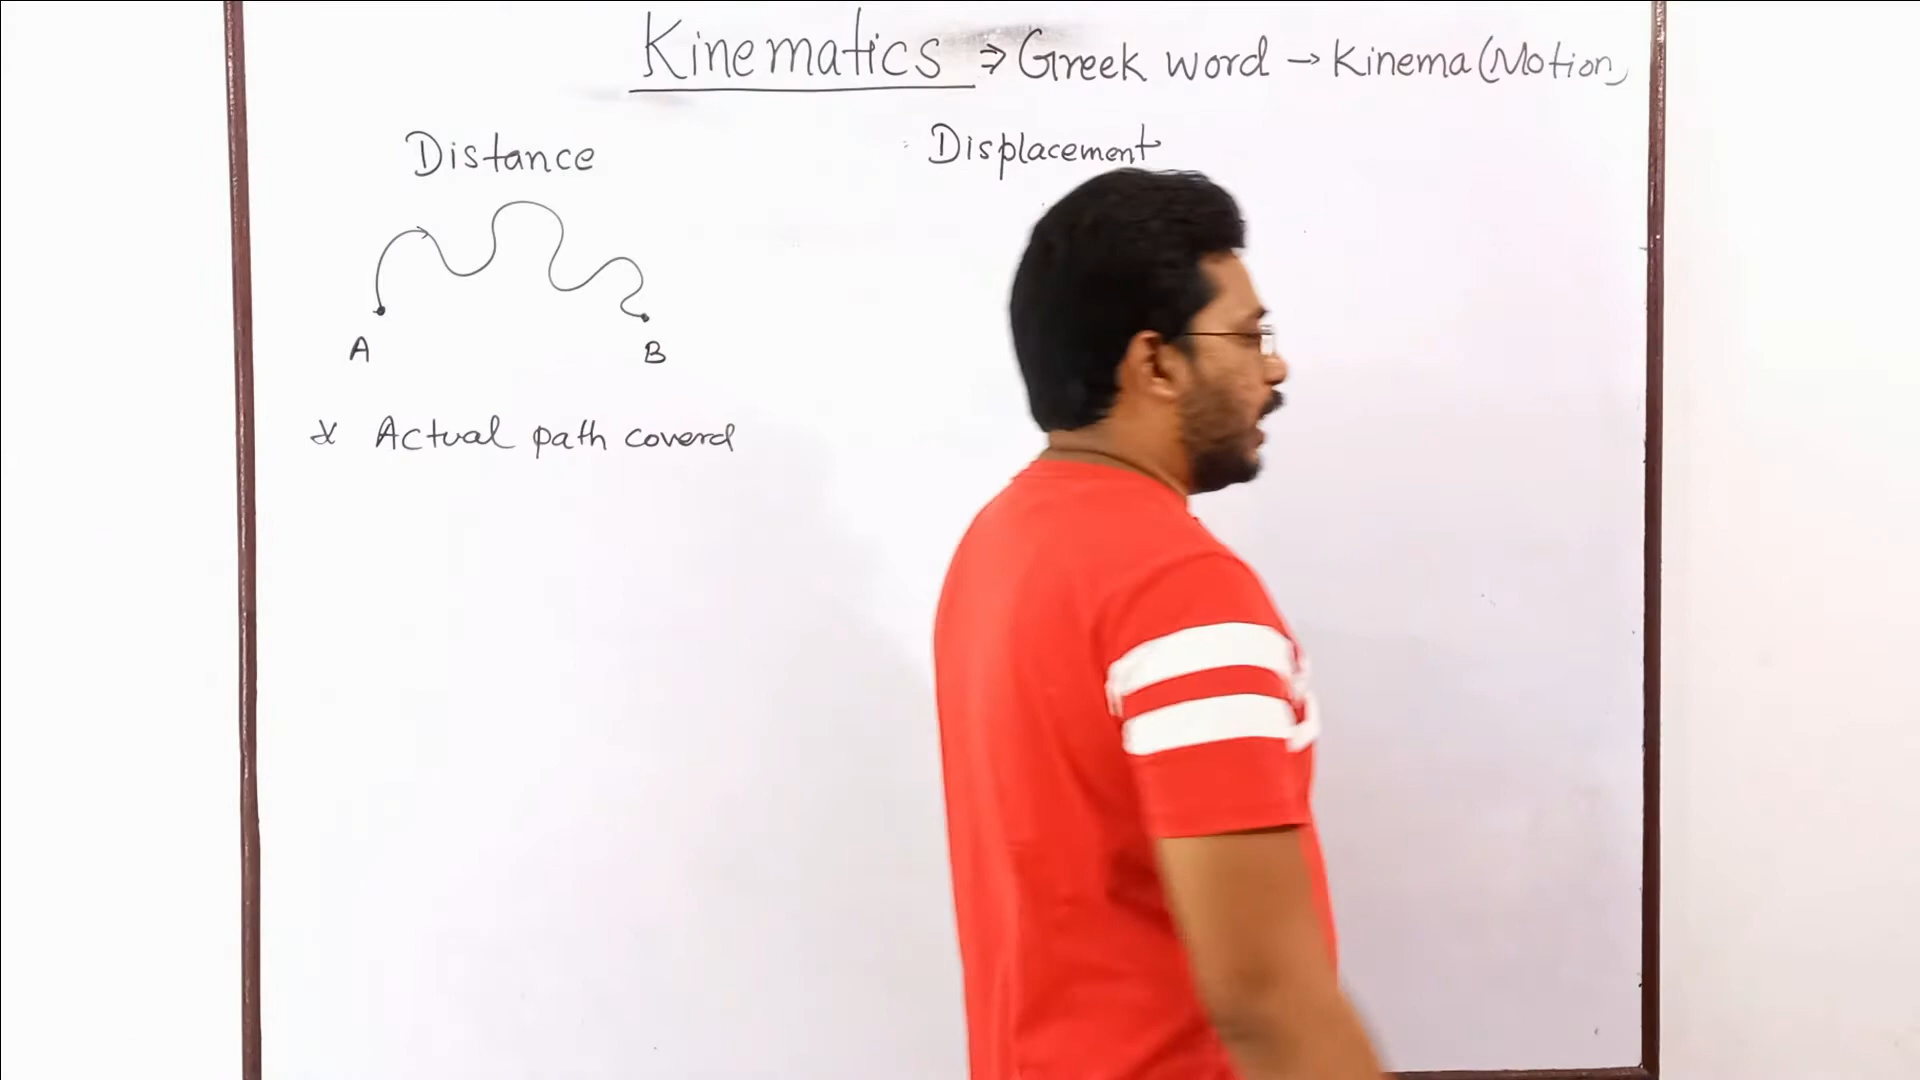 Kinematics ⇒ Greek word → Kinema (Motion)
Distance
Displacement
A
B
* Actual path coverd